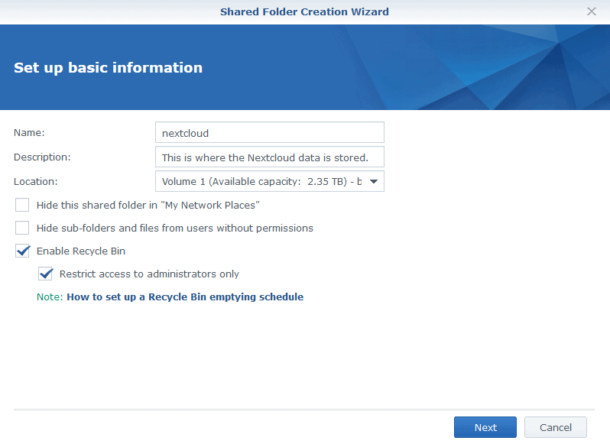 Shared Folder Creation Wizard
Set up basic information
Name: nextcloud
Description: This is where the Nextcloud data is stored.
Location: Volume 1 (Available capacity: 2.35 TB) - b
Hide this shared folder in "My Network Places"
Hide sub-folders and files from users without permissions
Enable Recycle Bin
Restrict access to administrators only
Note: How to set up a Recycle Bin emptying schedule
Next Cancel